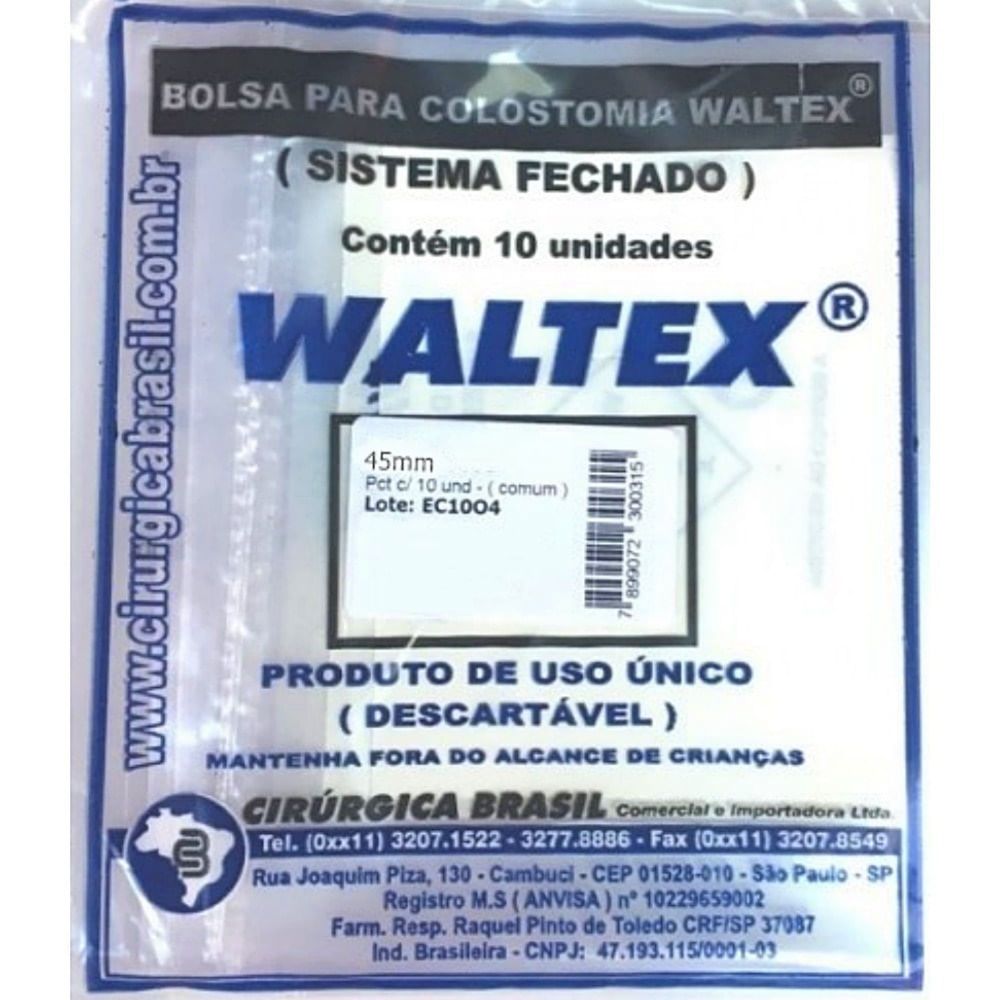 BOLSA PARA COLOSTOMIA WALTEX®
( SISTEMA FECHADO )
Contém 10 unidades
WALTEX®
45mm
Pct c/ 10 und - ( comum )
Lote: EC10O4
7 899072 300315
PRODUTO DE USO ÚNICO
( DESCARTÁVEL )
MANTENHA FORA DO ALCANCE DE CRIANÇAS
www.cirurgicabrasil.com.br
CIRÚRGICA BRASIL Comercial e Importadora Ltda.
Tel. (0xx11) 3207.1522 - 3277.8886 - Fax (0xx11) 3207.8549
Rua Joaquim Piza, 130 - Cambuci - CEP 01528-010 - São Paulo - SP
Registro M.S ( ANVISA ) nº 10229659002
Farm. Resp. Raquel Pinto de Toledo CRF/SP 37087
Ind. Brasileira - CNPJ: 47.193.115/0001-03